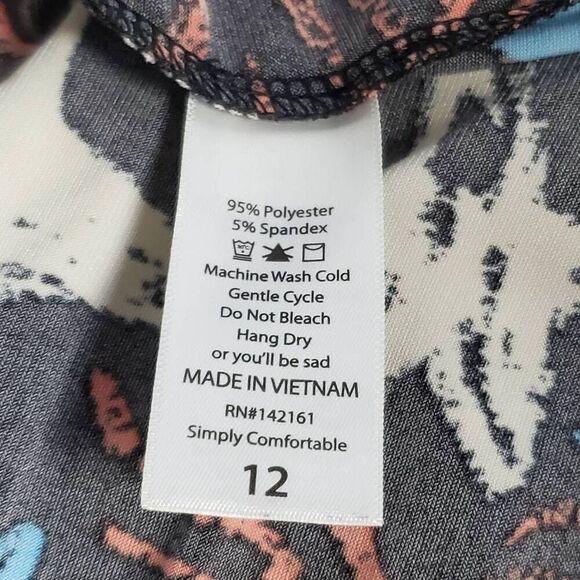 95% Polyester
5% Spandex
Machine Wash Cold
Gentle Cycle
Do Not Bleach
Hang Dry
or you'll be sad
MADE IN VIETNAM
RN#142161
Simply Comfortable
12